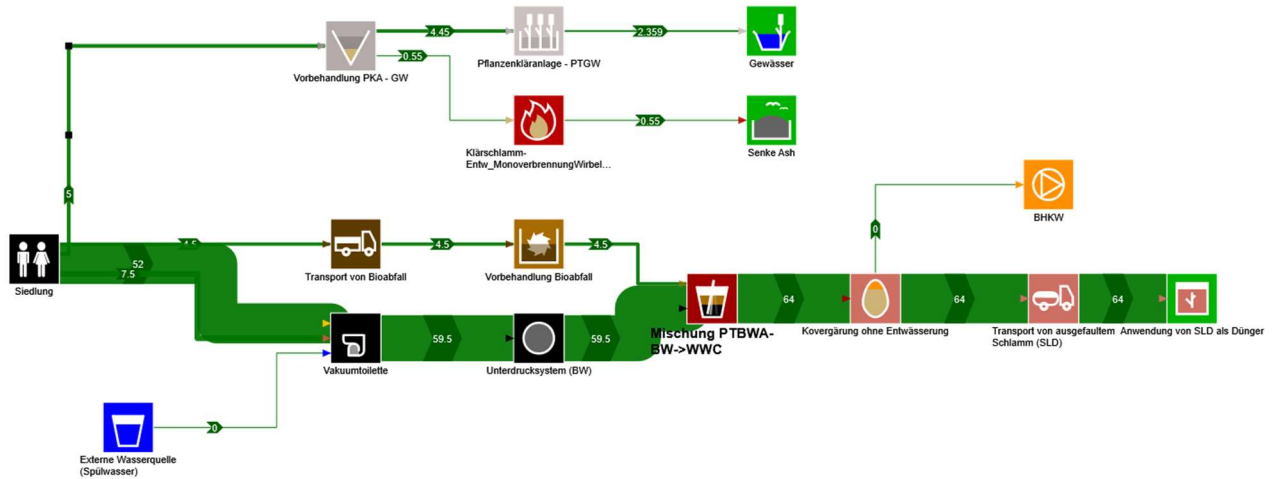 4.45
2.359
0.55
Vorbehandlung PKA - GW
Pflanzenkläranlage - PTGW
Gewässer
0.55
Klärschlamm-
Entw_MonoverbrennungWirbel...
Senke Ash
5
BHKW
0
52
4.5
4.5
4.5
7.5
Siedlung
Transport von Bioabfall
Vorbehandlung Bioabfall
64
64
64
Mischung PTBWA-
BW->WWC
Kovergärung ohne Entwässerung
Transport von ausgefaultem
Schlamm (SLD)
Anwendung von SLD als Dünger
59.5
59.5
Vakuumtoilette
Unterdrucksystem (BW)
0
Externe Wasserquelle
(Spülwasser)